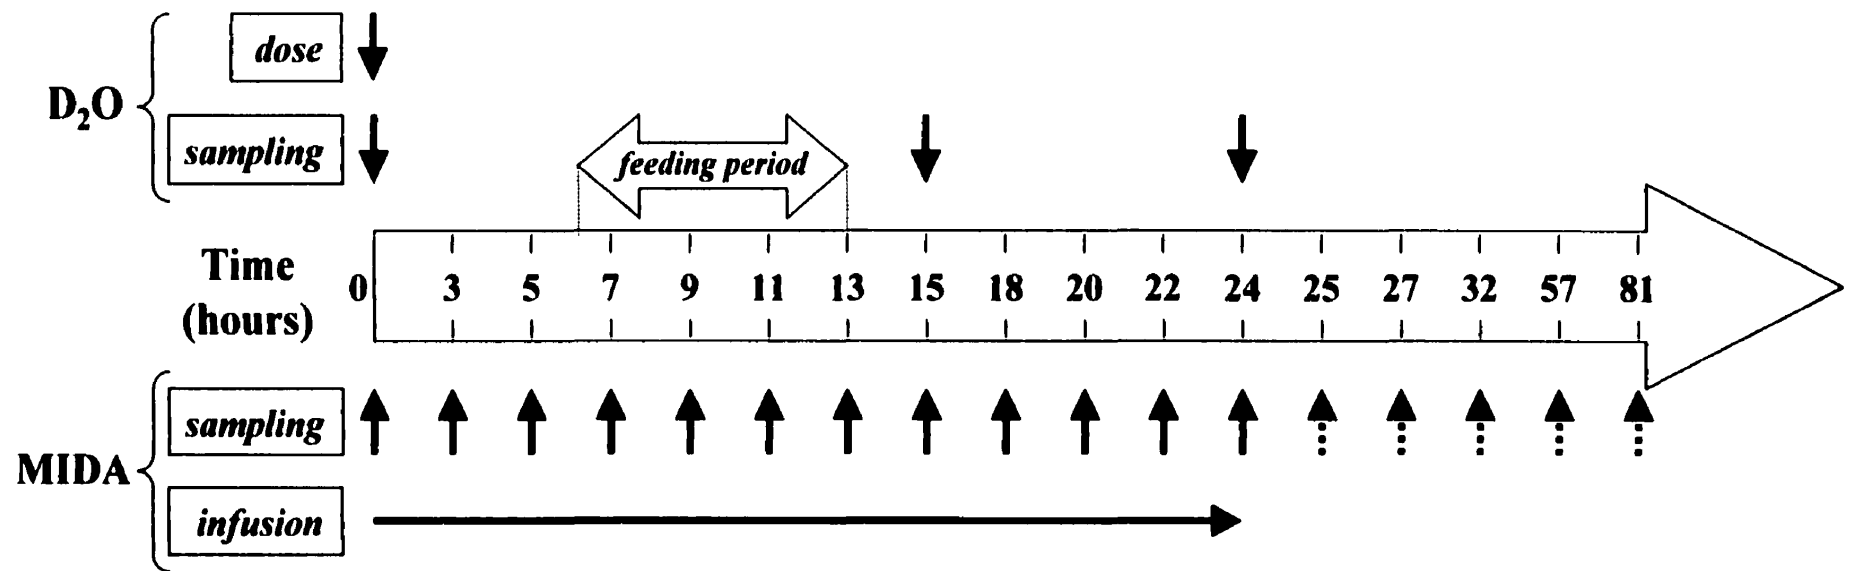 dose
D₂O
sampling
feeding period
Time
(hours)
0 3 5 7 9 11 13 15 18 20 22 24 25 27 32 57 81
sampling
MIDA
infusion